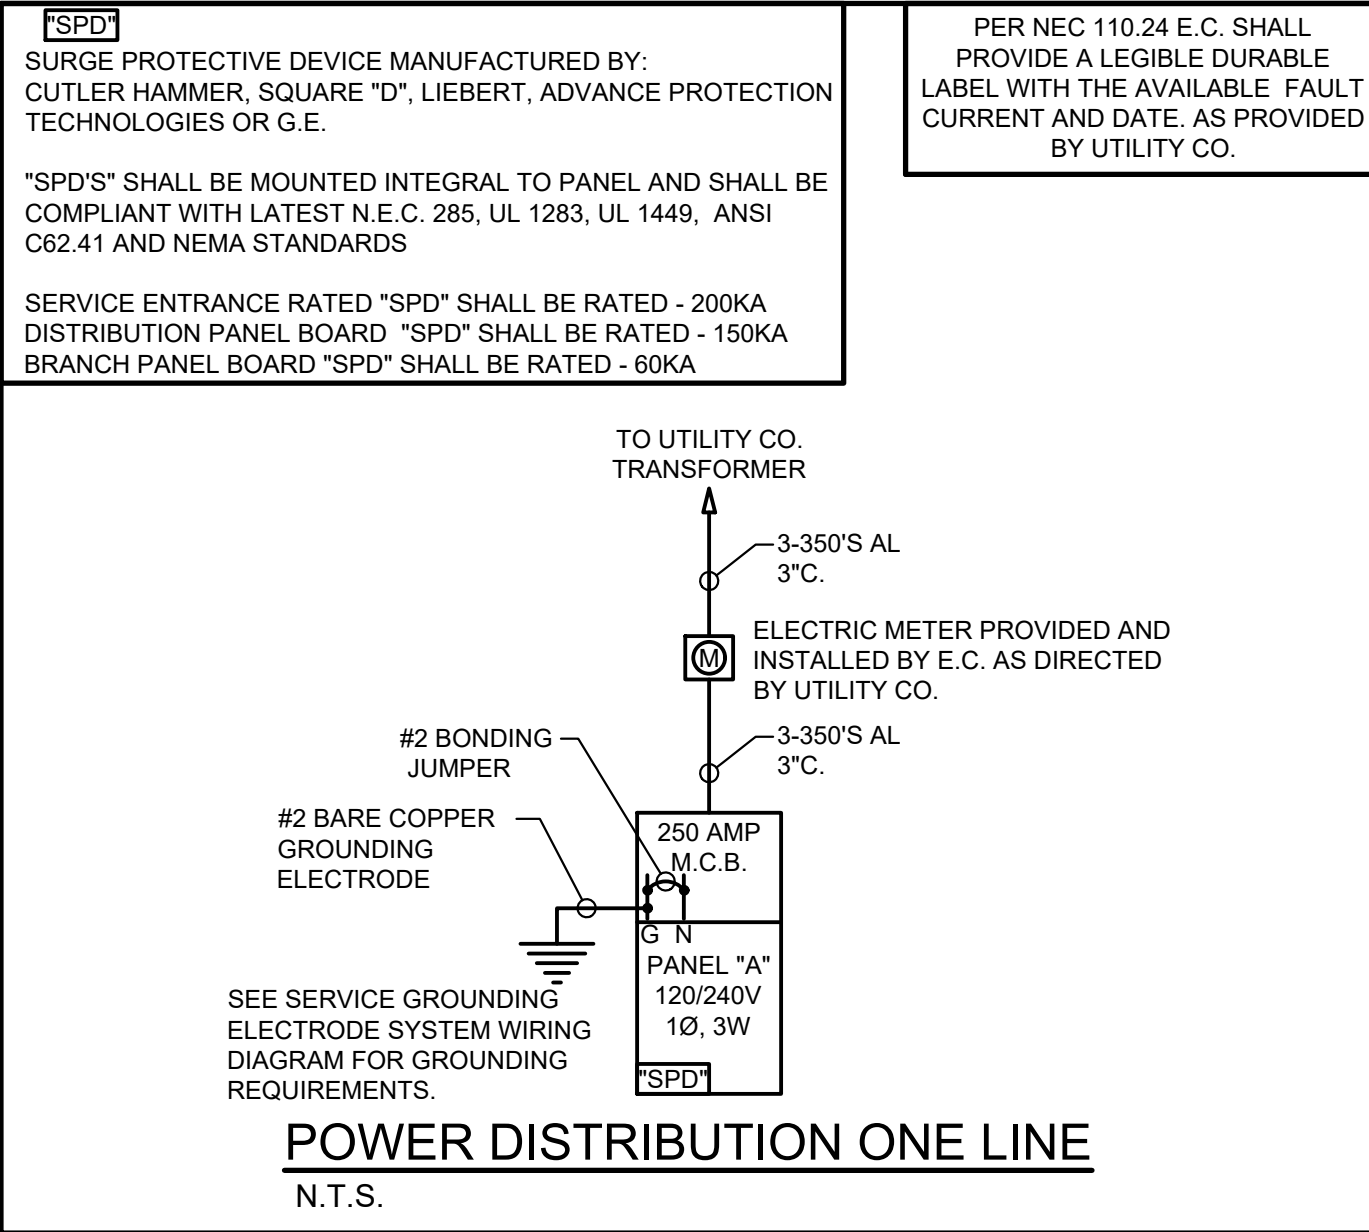 "SPD"
SURGE PROTECTIVE DEVICE MANUFACTURED BY:
CUTLER HAMMER, SQUARE "D", LIEBERT, ADVANCE PROTECTION
TECHNOLOGIES OR G.E.
"SPD'S" SHALL BE MOUNTED INTEGRAL TO PANEL AND SHALL BE
COMPLIANT WITH LATEST N.E.C. 285, UL 1283, UL 1449, ANSI
C62.41 AND NEMA STANDARDS
SERVICE ENTRANCE RATED "SPD" SHALL BE RATED - 200KA
DISTRIBUTION PANEL BOARD "SPD" SHALL BE RATED - 150KA
BRANCH PANEL BOARD "SPD" SHALL BE RATED - 60KA
PER NEC 110.24 E.C. SHALL
PROVIDE A LEGIBLE DURABLE
LABEL WITH THE AVAILABLE FAULT
CURRENT AND DATE. AS PROVIDED
BY UTILITY CO.
TO UTILITY CO.
TRANSFORMER
3-350'S AL
3"C.
M
ELECTRIC METER PROVIDED AND
INSTALLED BY E.C. AS DIRECTED
BY UTILITY CO.
3-350'S AL
3"C.
#2 BONDING
JUMPER
#2 BARE COPPER
GROUNDING
ELECTRODE
250 AMP
M.C.B.
G N
PANEL "A"
120/240V
1Ø, 3W
"SPD"
SEE SERVICE GROUNDING
ELECTRODE SYSTEM WIRING
DIAGRAM FOR GROUNDING
REQUIREMENTS.
POWER DISTRIBUTION ONE LINE
N.T.S.